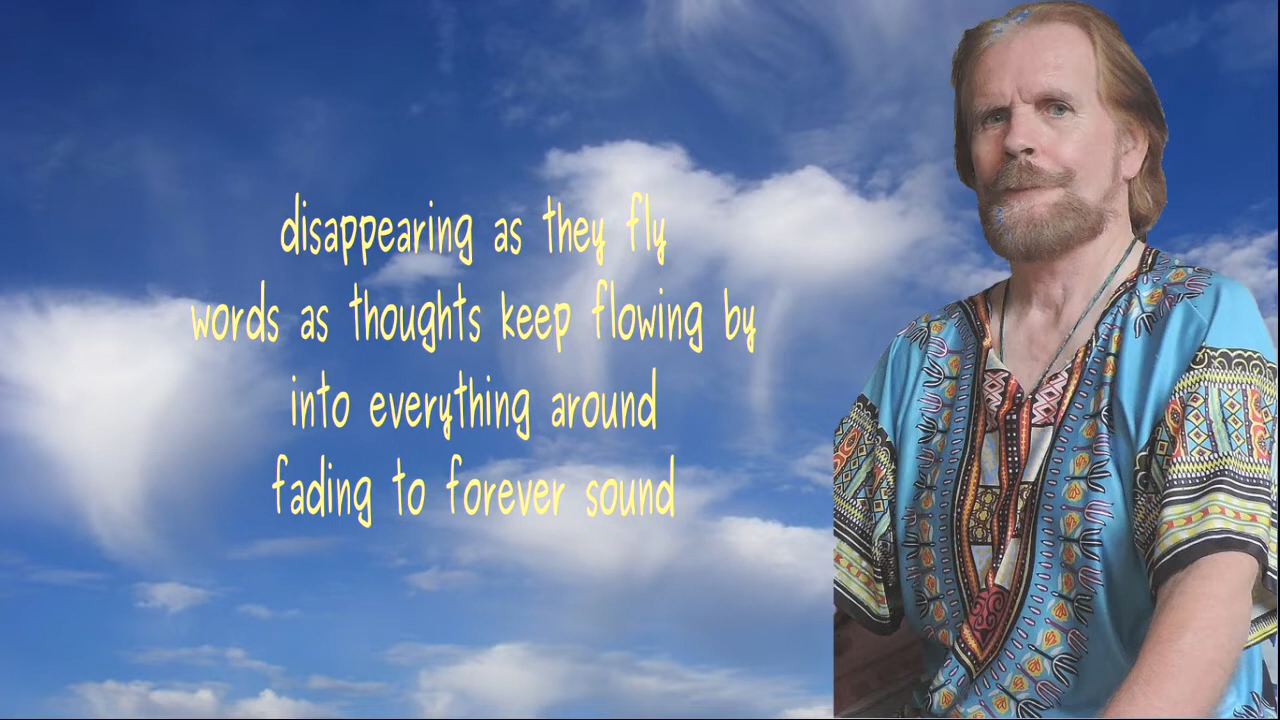 disappearing as they fly
words as thoughts keep flowing by
into everything around
fading to forever sound